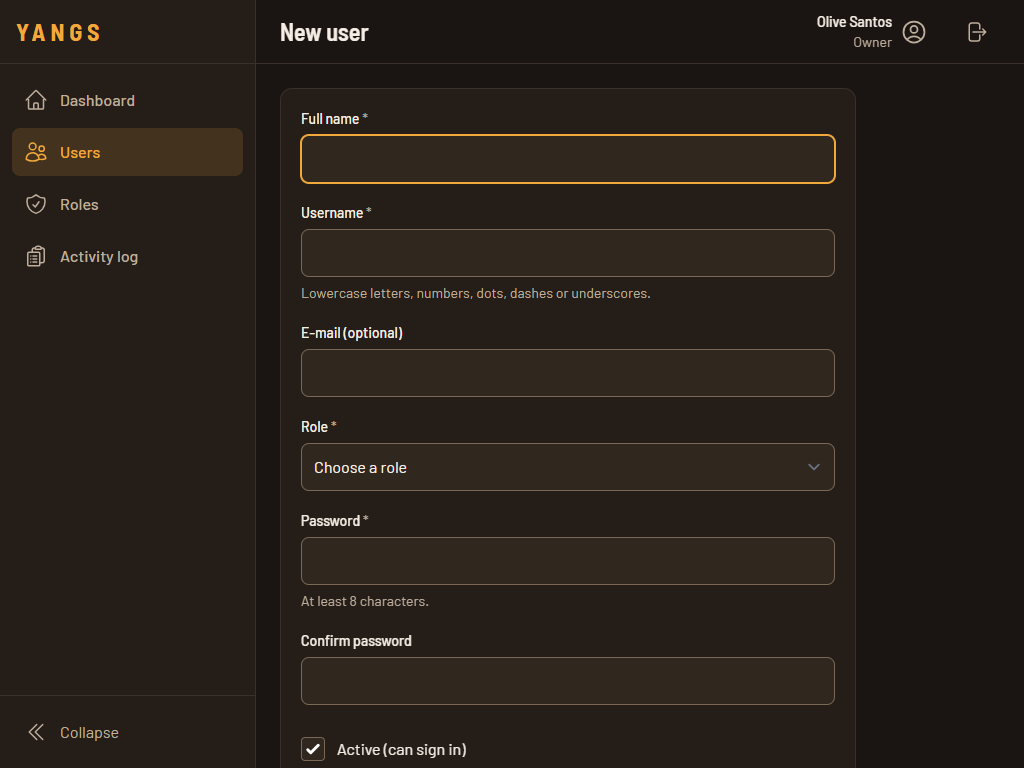 YANGS
New user
Olive Santos
Owner
Dashboard
Users
Roles
Activity log
Full name *
Username *
Lowercase letters, numbers, dots, dashes or underscores.
E-mail (optional)
Role *
Choose a role
Password *
At least 8 characters.
Confirm password
Active (can sign in)
Collapse